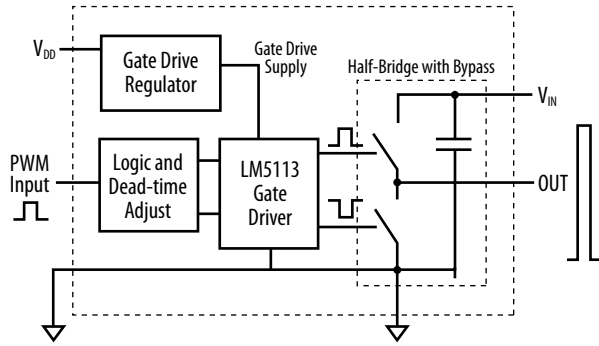 V_DD
Gate Drive
Regulator
Gate Drive
Supply
Half-Bridge with Bypass
V_IN
PWM
Input
Logic and
Dead-time
Adjust
LM5113
Gate
Driver
OUT